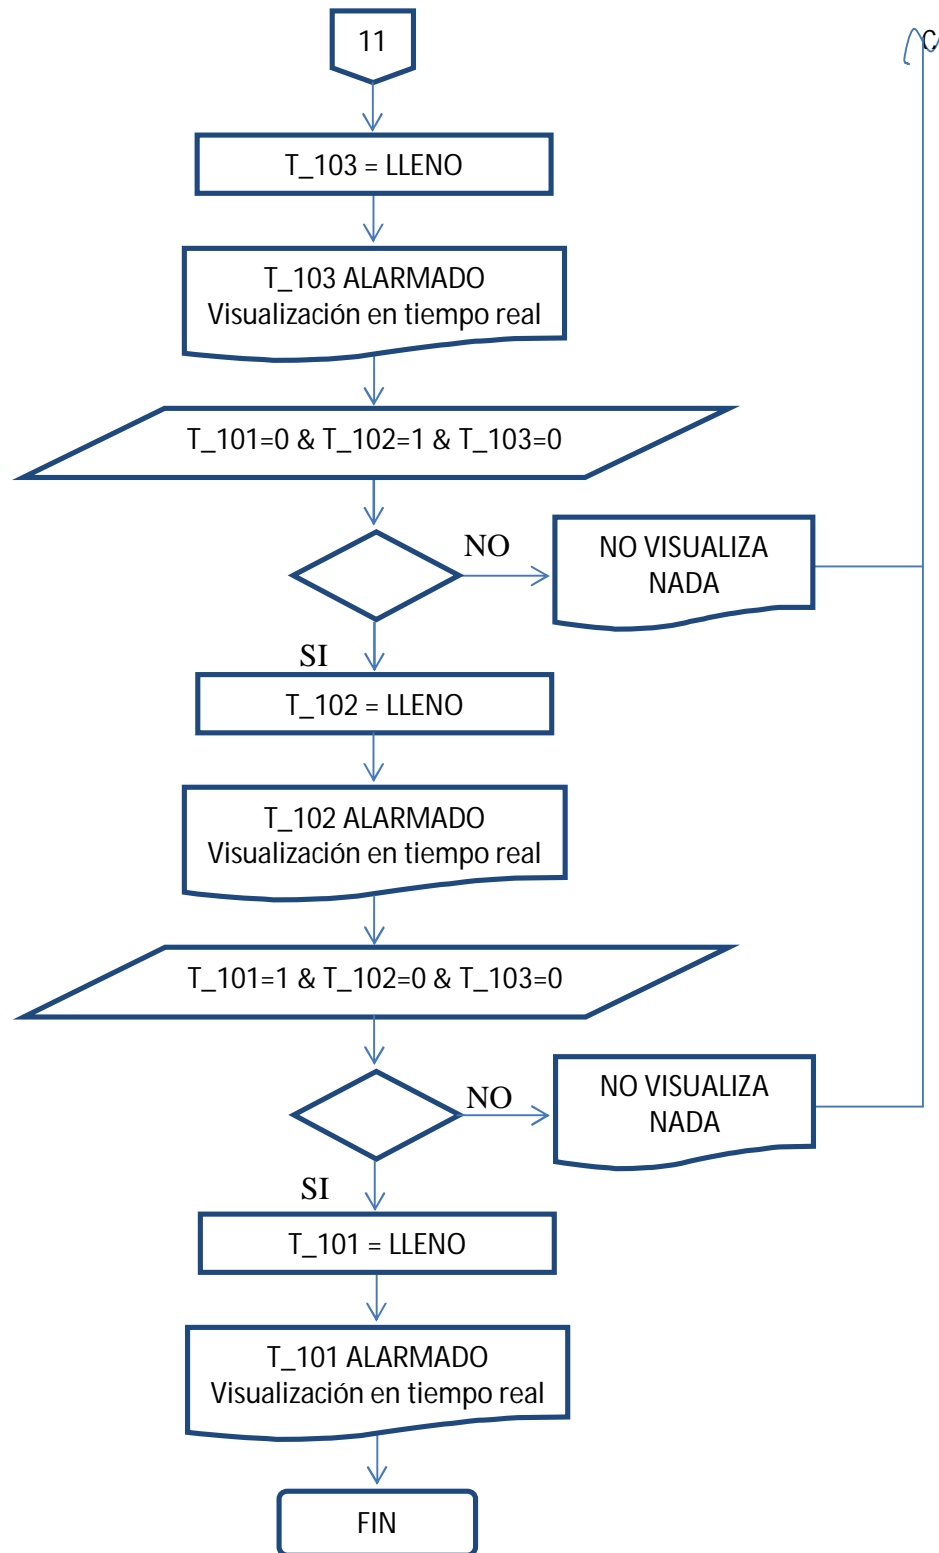 11
T_103 = LLENO
T_103 ALARMADO
Visualización en tiempo real
T_101=0 & T_102=1 & T_103=0
NO
NO VISUALIZA
NADA
SI
T_102 = LLENO
T_102 ALARMADO
Visualización en tiempo real
T_101=1 & T_102=0 & T_103=0
NO
NO VISUALIZA
NADA
SI
T_101 = LLENO
T_101 ALARMADO
Visualización en tiempo real
FIN